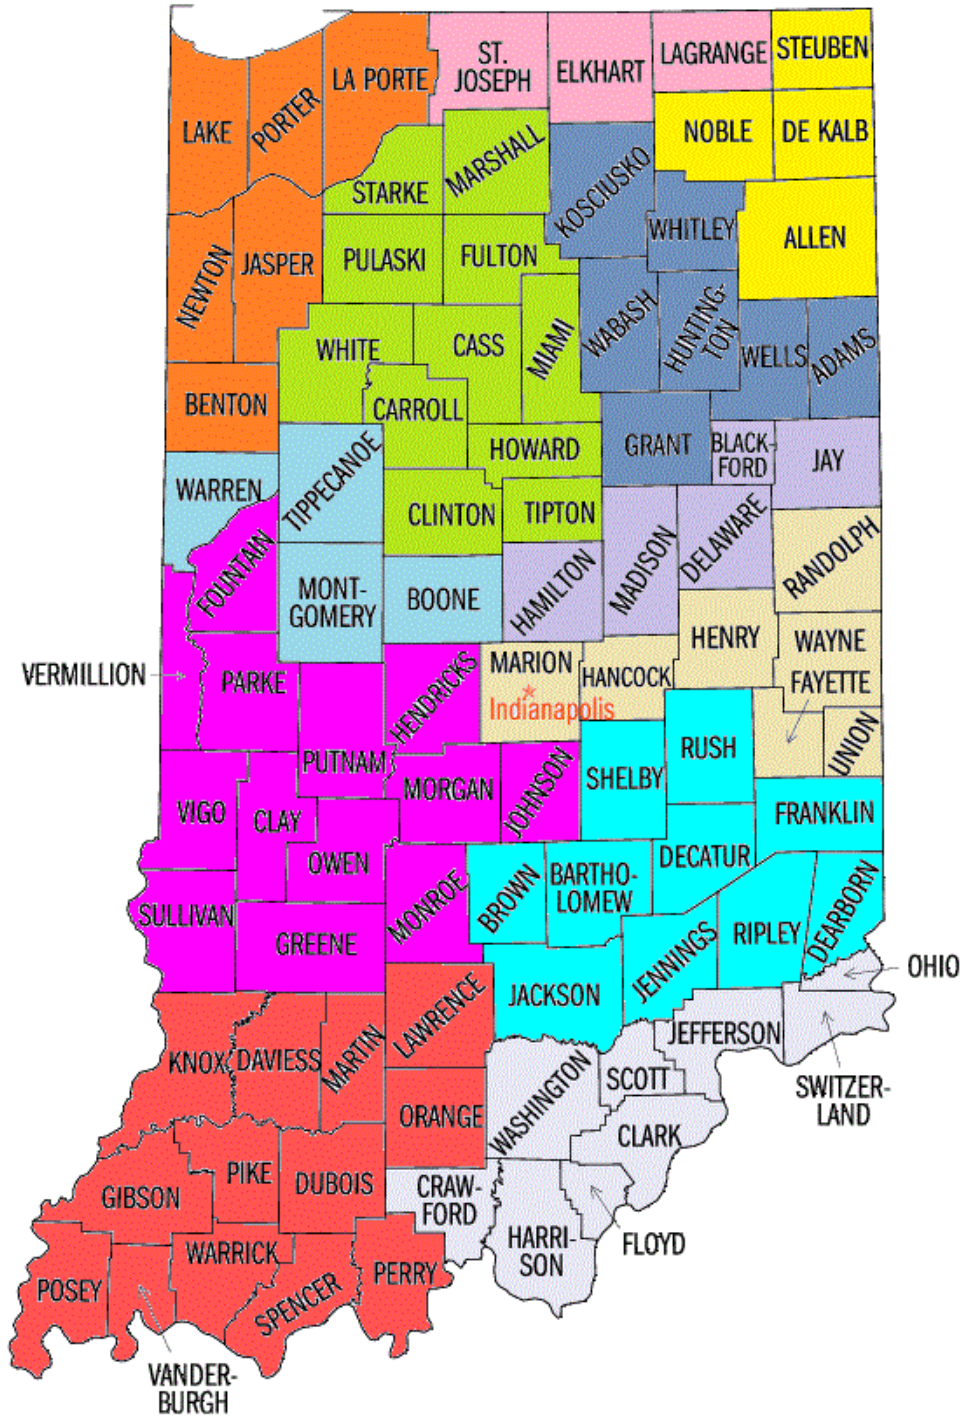 ST.
JOSEPH
ELKHART
LAGRANGE
STEUBEN
LA PORTE
LAKE
PORTER
NOBLE
DE KALB
STARKE
MARSHALL
KOSCIUSKO
WHITLEY
ALLEN
NEWTON
JASPER
PULASKI
FULTON
WHITE
CASS
MIAMI
WABASH
HUNTING-
TON
WELLS
ADAMS
BENTON
CARROLL
HOWARD
GRANT
BLACK-
FORD
JAY
WARREN
TIPPECANOE
CLINTON
TIPTON
MADISON
DELAWARE
RANDOLPH
FOUNTAIN
MONT-
GOMERY
BOONE
HAMILTON
HENRY
WAYNE
VERMILLION
PARKE
HENDRICKS
MARION
Indianapolis
HANCOCK
FAYETTE
UNION
PUTNAM
MORGAN
JOHNSON
SHELBY
RUSH
VIGO
CLAY
FRANKLIN
OWEN
MONROE
BROWN
BARTHO-
LOMEW
DECATUR
SULLIVAN
GREENE
RIPLEY
DEARBORN
JACKSON
JENNINGS
OHIO
KNOX
DAVIESS
MARTIN
LAWRENCE
JEFFERSON
SCOTT
SWITZER-
LAND
ORANGE
WASHINGTON
CLARK
GIBSON
PIKE
DUBOIS
CRAW-
FORD
HARRI-
SON
FLOYD
POSEY
WARRICK
SPENCER
PERRY
VANDER-
BURGH